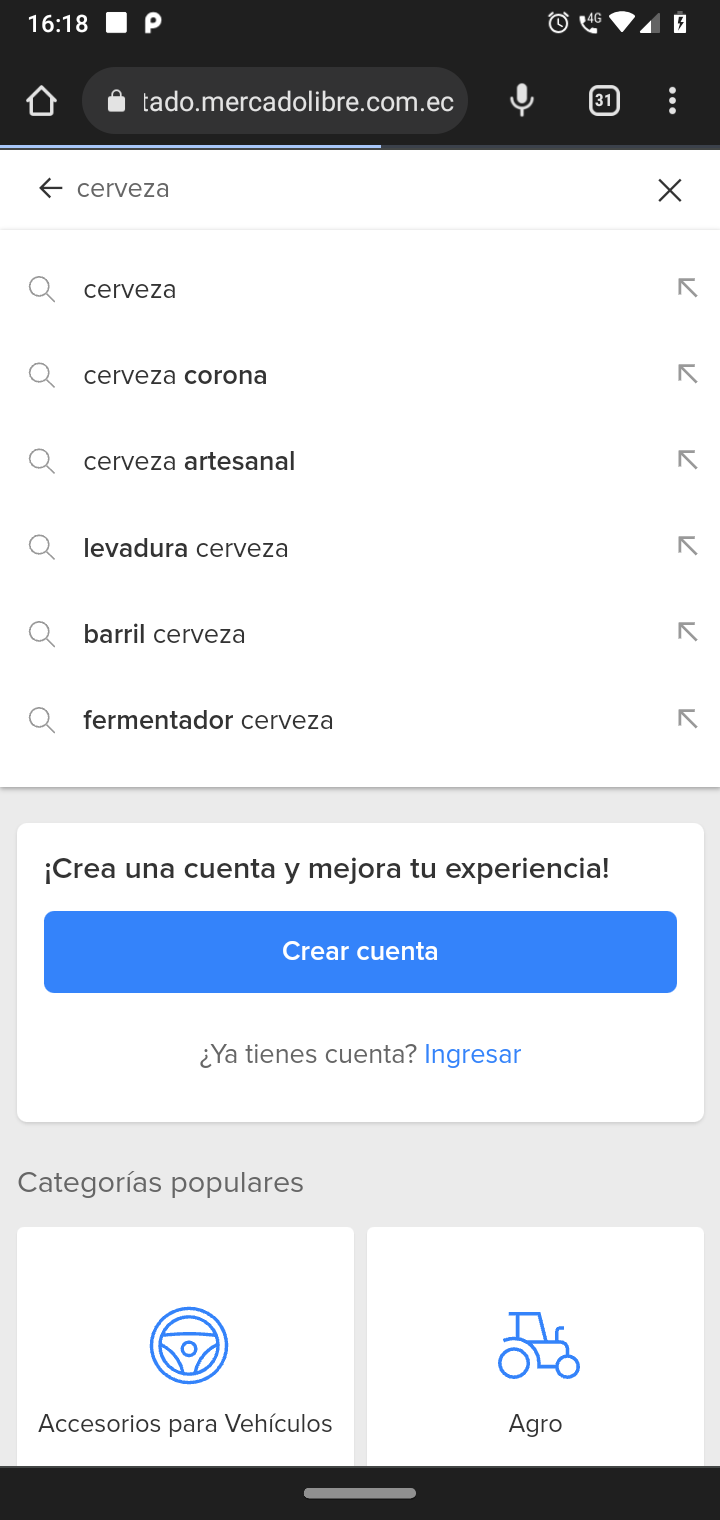 16:18
4G
tado.mercadolibre.com.ec
31
cerveza
cerveza
cerveza corona
cerveza artesanal
levadura cerveza
barril cerveza
fermentador cerveza
¡Crea una cuenta y mejora tu experiencia!
Crear cuenta
¿Ya tienes cuenta? Ingresar
Categorías populares
Accesorios para Vehículos
Agro